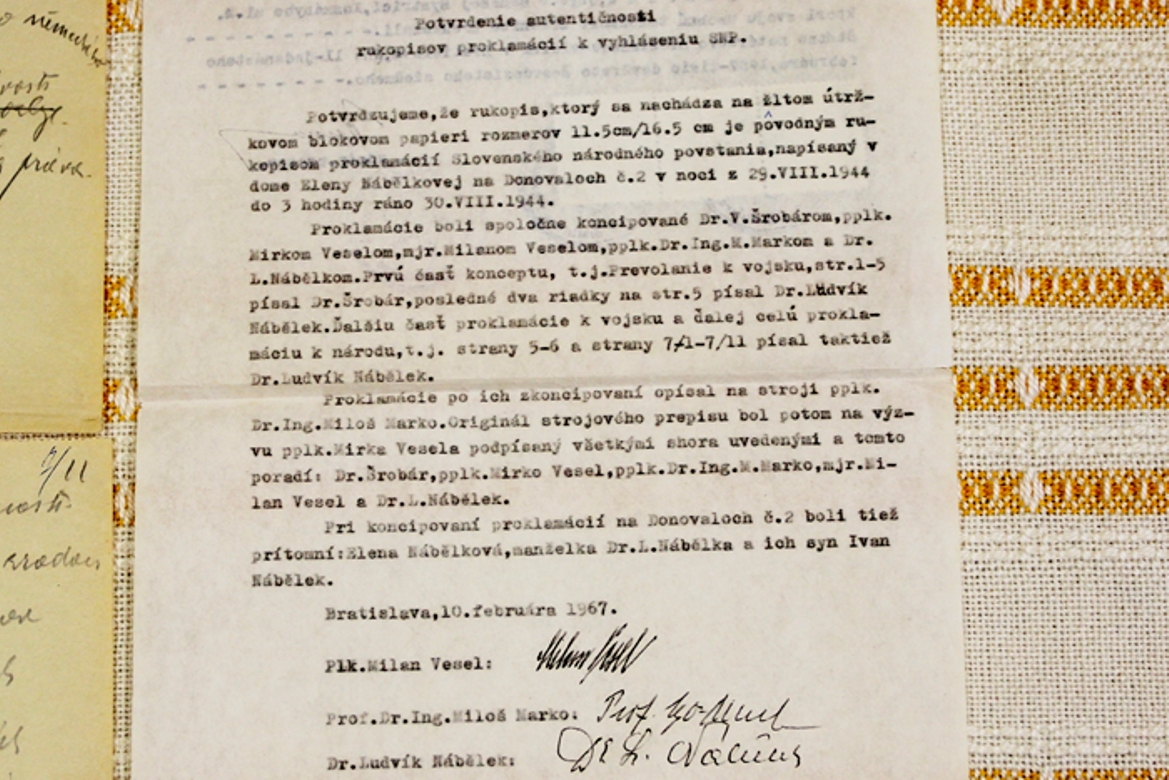 Potvrdenie autentičnosti
rukopisov proklamácií k vyhláseniu SNP.
Potvrdzujeme,že rukopis,ktorý sa nachádza na žltom útrž-
kovom blokovom papieri rozmerov 11.5cm/16.5 cm je pôvodným ru-
kopisom proklamácií Slovenského národného povstania,napísaný v
dome Eleny Nábělkovej na Donovaloch č.2 v noci z 29.VIII.1944
do 3 hodiny ráno 30.VIII.1944.
Proklamácie boli spoločne koncipované Dr.V.Šrobárom,pplk.
Mirkom Veselom,mjr.Milanom Veselom,pplk.Dr.Ing.M.Markom a Dr.
L.Nábělkom.Prvú časť konceptu, t.j.Prevolanie k vojsku,str.1-5
písal Dr.Šrobár,posledné dva riadky na str.5 písal Dr.Ludvík
Nábělek.Ďalšiu časť proklamácie k vojsku a ďalej celú prokla-
máciu k národu,t.j. strany 5-6 a strany 7/1-7/11 písal taktiež
Dr.Ludvík Nábělek.
Proklamácie po ich zkoncipovaní opísal na stroji pplk.
Dr.Ing.Miloš Marko.Originál strojového prepisu bol potom na výz-
vu pplk.Mirka Vesela podpísaný všetkými shora uvedenými a tomto
poradí: Dr.Šrobár,pplk.Mirko Vesel,pplk.Dr.Ing.M.Marko,mjr.Mi-
lan Vesel a Dr.L.Nábělek.
Pri koncipovaní proklamácií na Donovaloch č.2 boli tiež
prítomní:Elena Nábělková,manželka Dr.L.Nábělka a ich syn Ivan
Nábělek.
Bratislava,10.februára 1967.
Plk.Milan Vesel: Milan Vesel
Prof.Dr.Ing.Miloš Marko: Prof.
Dr.Ludvík Nábělek: Dr L.
7/11
práva.